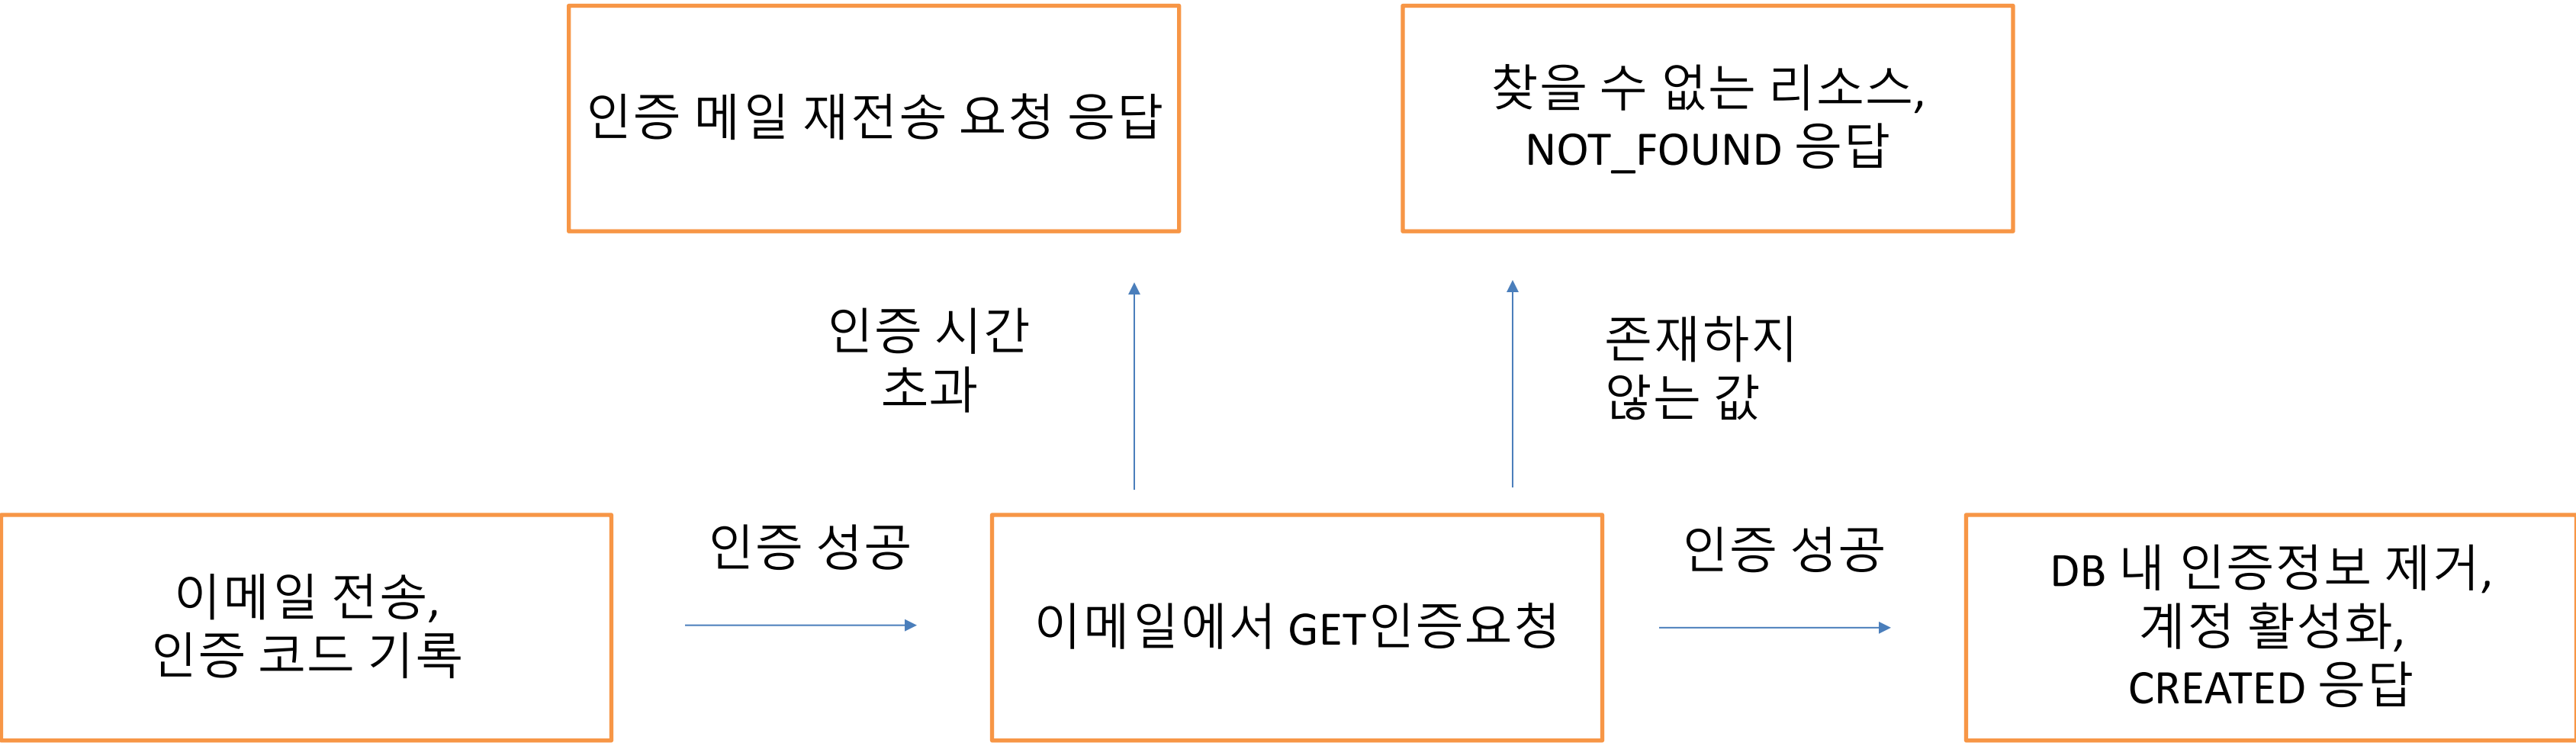 인증 메일 재전송 요청 응답
찾을 수 없는 리소스,
NOT_FOUND 응답
인증 시간
초과
존재하지
않는 값
이메일 전송,
인증 코드 기록
인증 성공
이메일에서 GET인증요청
인증 성공
DB 내 인증정보 제거,
계정 활성화,
CREATED 응답